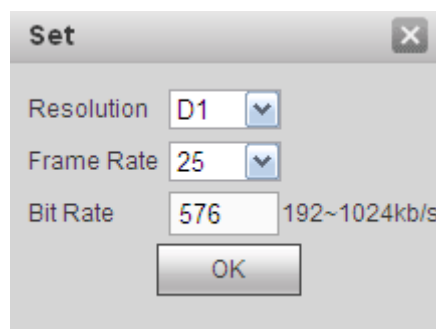 Set
Resolution D1
Frame Rate 25
Bit Rate 576 192~1024kb/s
OK